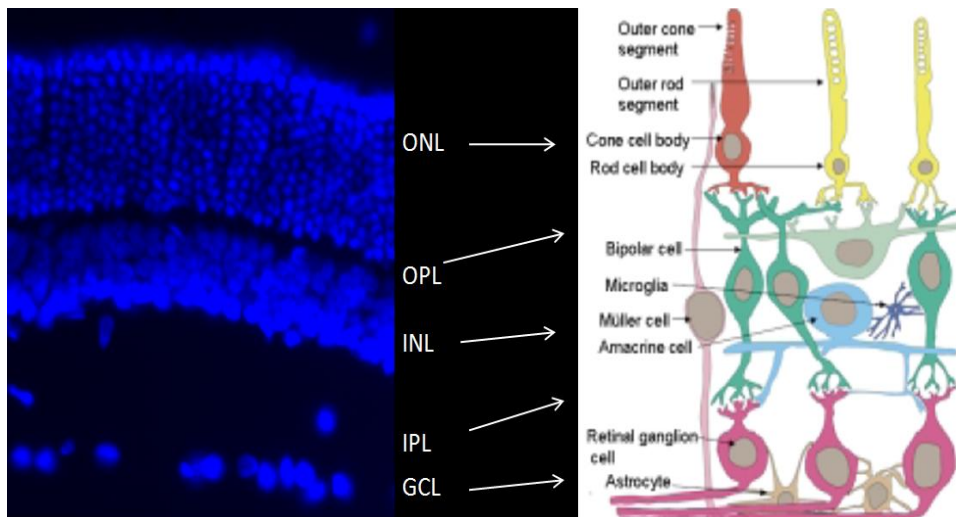 ONL
OPL
INL
IPL
GCL
Outer cone
segment
Outer rod
segment
Cone cell body
Rod cell body
Bipolar cell
Microglia
Müller cell
Amacrine cell
Retinal ganglion
cell
Astrocyte